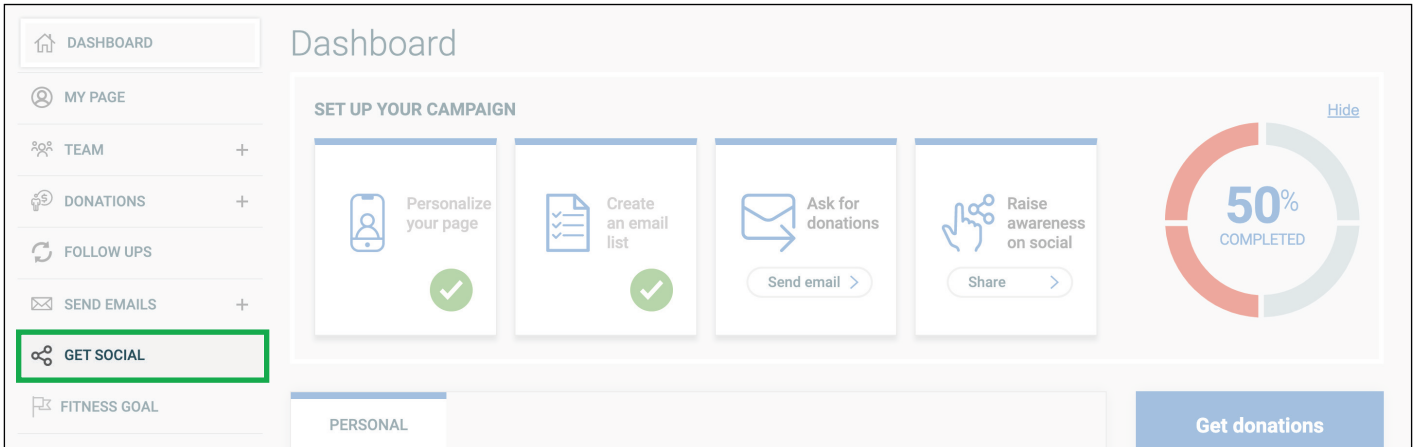 DASHBOARD
MY PAGE
TEAM
DONATIONS
FOLLOW UPS
SEND EMAILS
GET SOCIAL
FITNESS GOAL
Dashboard
SET UP YOUR CAMPAIGN
Hide
Personalize
your page
Create
an email
list
Ask for
donations
Send email
Raise
awareness
on social
Share
50%
COMPLETED
PERSONAL
Get donations